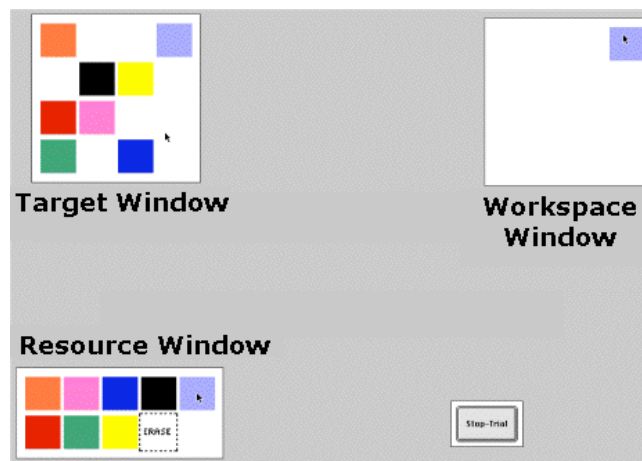 Target Window
Workspace
Window
Resource Window
ERASE
Stop-Trial